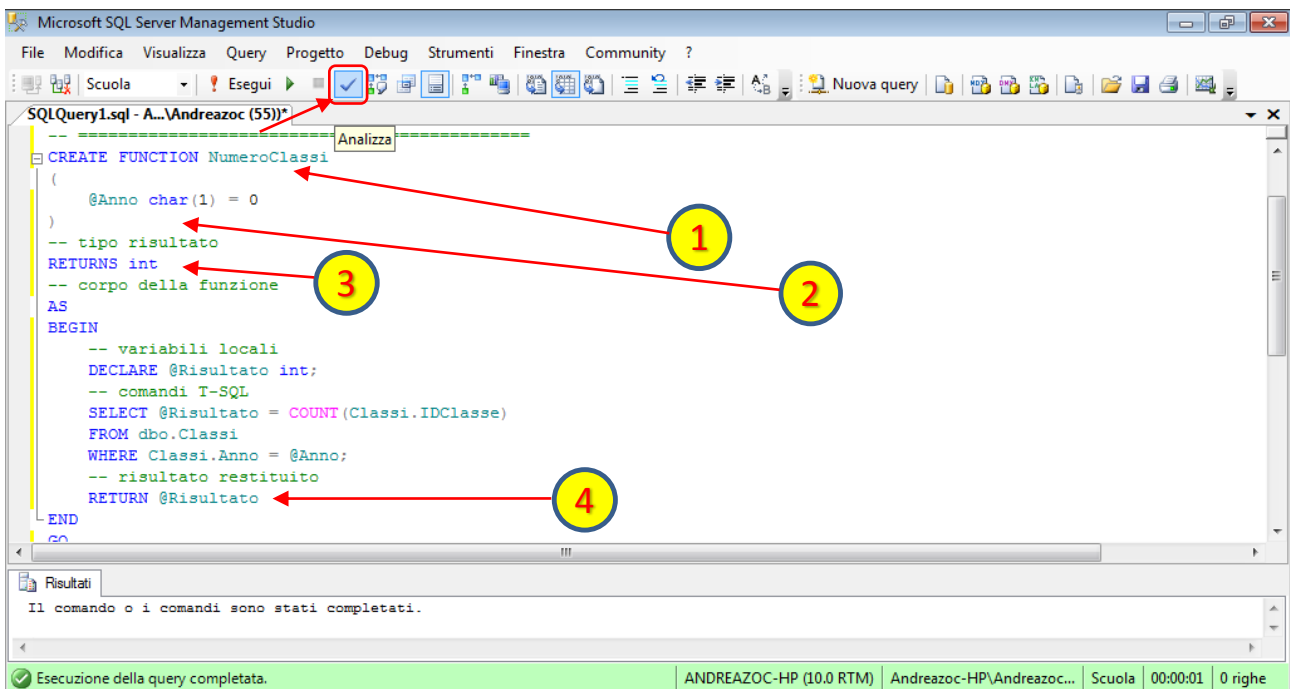 Microsoft SQL Server Management Studio
File Modifica Visualizza Query Progetto Debug Strumenti Finestra Community ?
Scuola Esegui Nuova query
SQLQuery1.sql - A...\Andreazoc (55))*
Analizza
-- ================================================
CREATE FUNCTION NumeroClassi
(
@Anno char(1) = 0
)
-- tipo risultato
RETURNS int
-- corpo della funzione
AS
BEGIN
-- variabili locali
DECLARE @Risultato int;
-- comandi T-SQL
SELECT @Risultato = COUNT(Classi.IDClasse)
FROM dbo.Classi
WHERE Classi.Anno = @Anno;
-- risultato restituito
RETURN @Risultato
END
GO
1
2
3
4
Risultati
Il comando o i comandi sono stati completati.
Esecuzione della query completata. ANDREAZOC-HP (10.0 RTM) Andreazoc-HP\Andreazoc... Scuola 00:00:01 0 righe